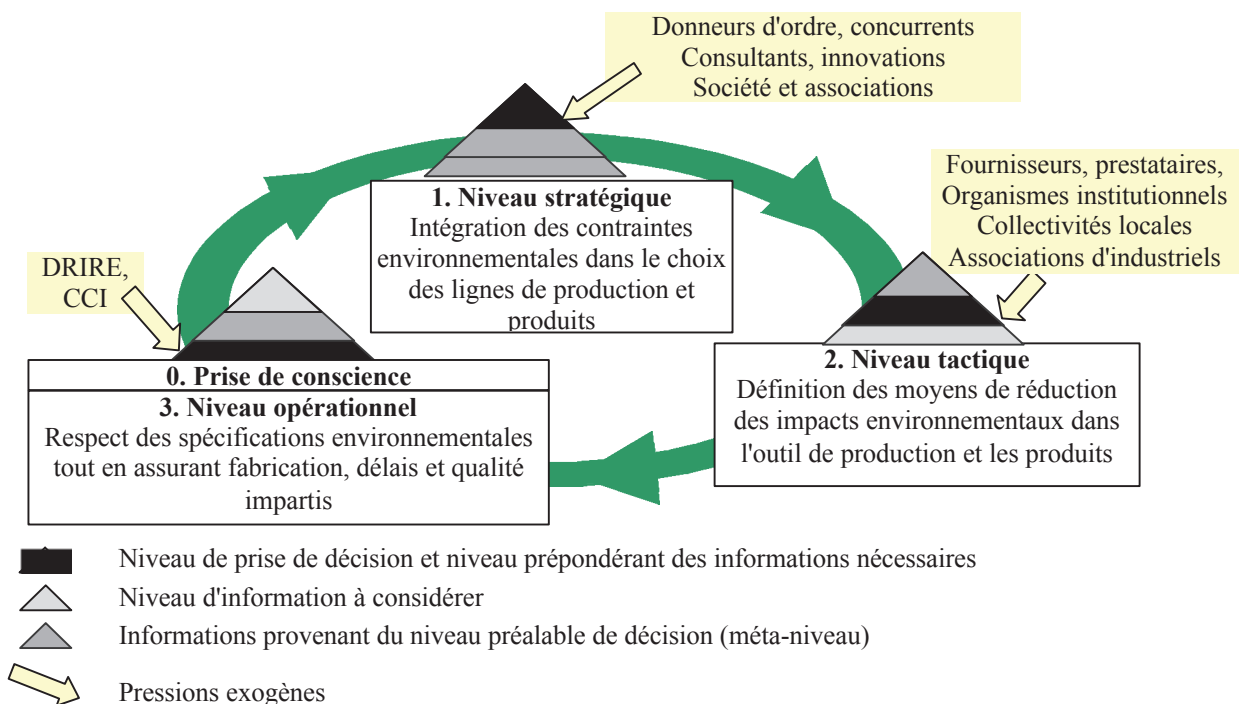 Donneurs d'ordre, concurrents
Consultants, innovations
Société et associations
Fournisseurs, prestataires,
Organismes institutionnels
Collectivités locales
Associations d'industriels
DRIRE,
CCI
1. Niveau stratégique
Intégration des contraintes
environnementales dans le choix
des lignes de production et
produits
2. Niveau tactique
Définition des moyens de réduction
des impacts environnementaux dans
l'outil de production et les produits
0. Prise de conscience
3. Niveau opérationnel
Respect des spécifications environnementales
tout en assurant fabrication, délais et qualité
impartis
Niveau de prise de décision et niveau prépondérant des informations nécessaires
Niveau d'information à considérer
Informations provenant du niveau préalable de décision (méta-niveau)
Pressions exogènes